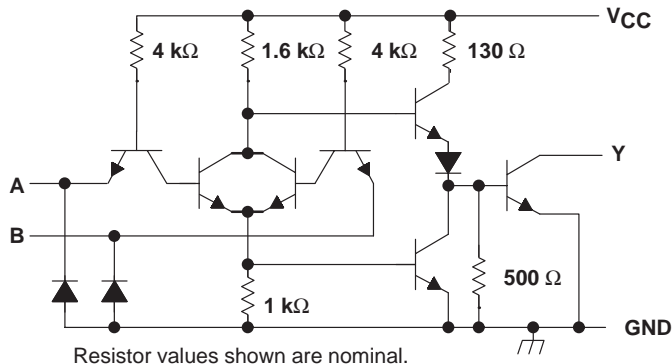 VCC
4 kΩ 1.6 kΩ 4 kΩ 130 Ω
A
Y
B
500 Ω
1 kΩ
GND
Resistor values shown are nominal.